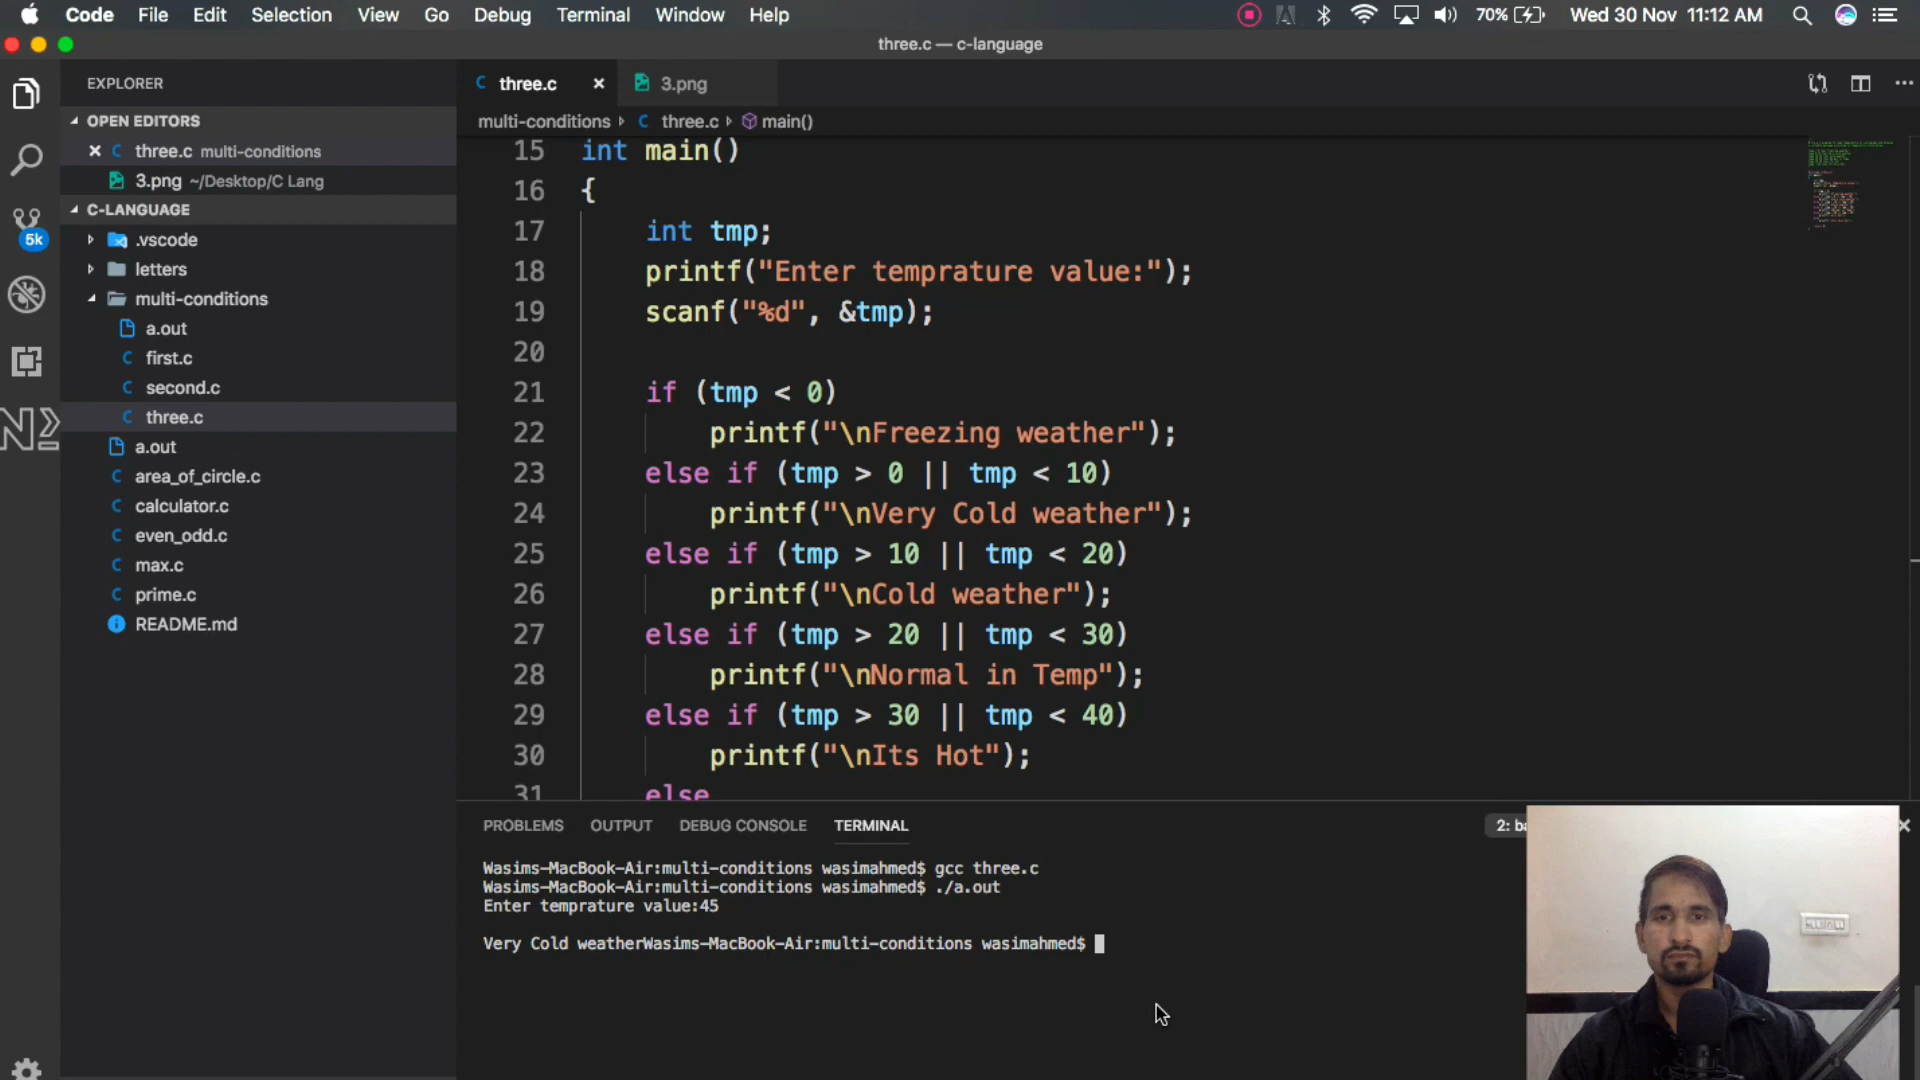 Code File Edit Selection View Go Debug Terminal Window Help 70% Wed 30 Nov 11:12 AM
three.c — c-language
EXPLORER
OPEN EDITORS
three.c multi-conditions
3.png ~/Desktop/C Lang
C-LANGUAGE
.vscode
letters
multi-conditions
a.out
first.c
second.c
three.c
a.out
area_of_circle.c
calculator.c
even_odd.c
max.c
prime.c
README.md
5k
three.c 3.png
multi-conditions three.c main()
15 int main()
16 {
17 int tmp;
18 printf("Enter temprature value:");
19 scanf("%d", &tmp);
20
21 if (tmp < 0)
22 printf("\nFreezing weather");
23 else if (tmp > 0 || tmp < 10)
24 printf("\nVery Cold weather");
25 else if (tmp > 10 || tmp < 20)
26 printf("\nCold weather");
27 else if (tmp > 20 || tmp < 30)
28 printf("\nNormal in Temp");
29 else if (tmp > 30 || tmp < 40)
30 printf("\nIts Hot");
31 else
PROBLEMS OUTPUT DEBUG CONSOLE TERMINAL 2: ba
Wasims-MacBook-Air:multi-conditions wasimahmed$ gcc three.c
Wasims-MacBook-Air:multi-conditions wasimahmed$ ./a.out
Enter temprature value:45
Very Cold weatherWasims-MacBook-Air:multi-conditions wasimahmed$